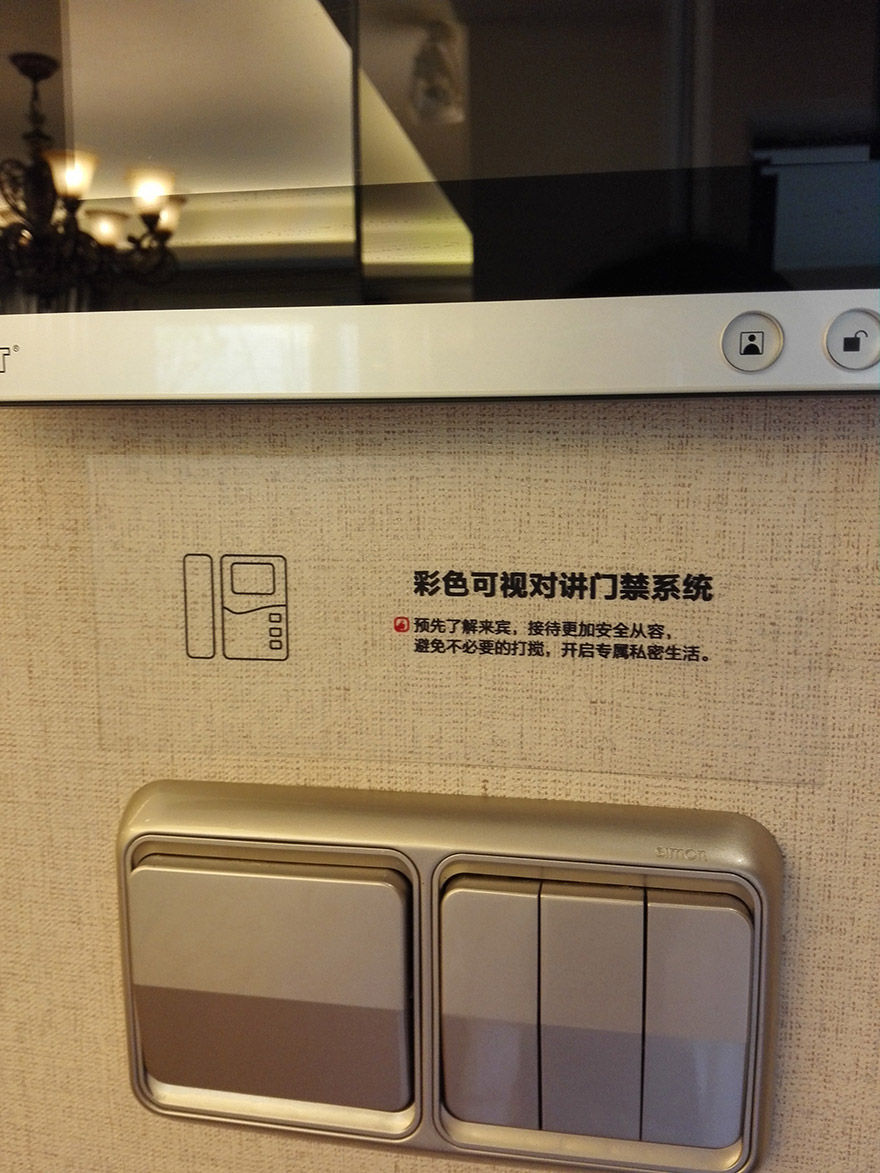 T®
彩色可视对讲门禁系统
预先了解来宾，接待更加安全从容，
避免不必要的打搅，开启专属私密生活。
simon